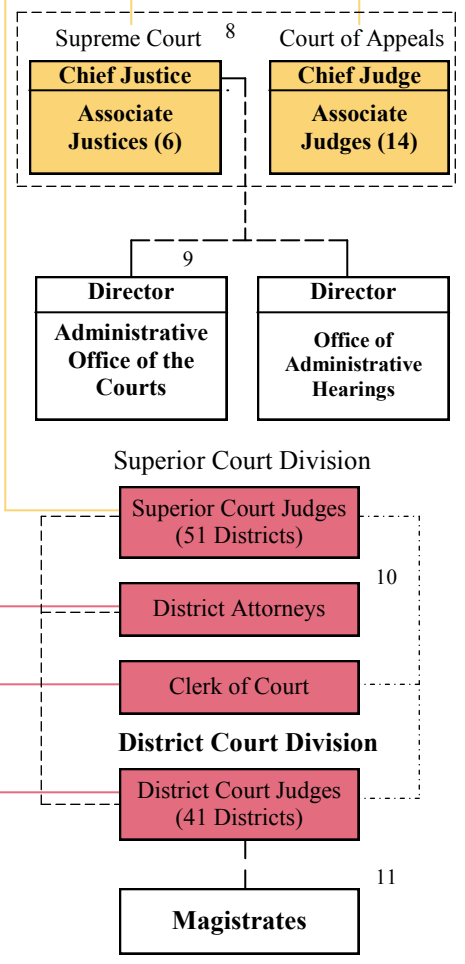 Supreme Court
8
Court of Appeals
Chief Justice
Associate
Justices (6)
Chief Judge
Associate
Judges (14)
9
Director
Administrative
Office of the
Courts
Director
Office of
Administrative
Hearings
Superior Court Division
Superior Court Judges
(51 Districts)
10
District Attorneys
Clerk of Court
District Court Division
District Court Judges
(41 Districts)
11
Magistrates